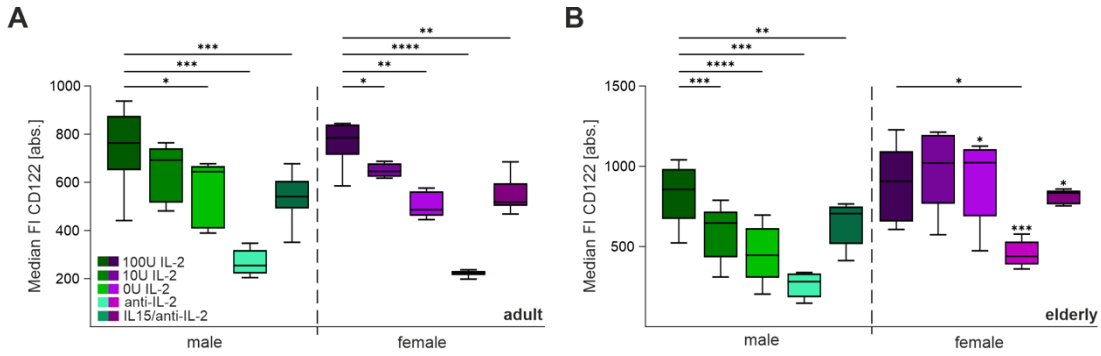 A
Median FI CD122 [abs.]
1000
800
600
400
200
***
***
*
**
****
**
*
100U IL-2
10U IL-2
0U IL-2
anti-IL-2
IL15/anti-IL-2
adult
male
female
B
Median FI CD122 [abs.]
1500
1000
500
**
***
****
***
*
*
***
*
elderly
male
female